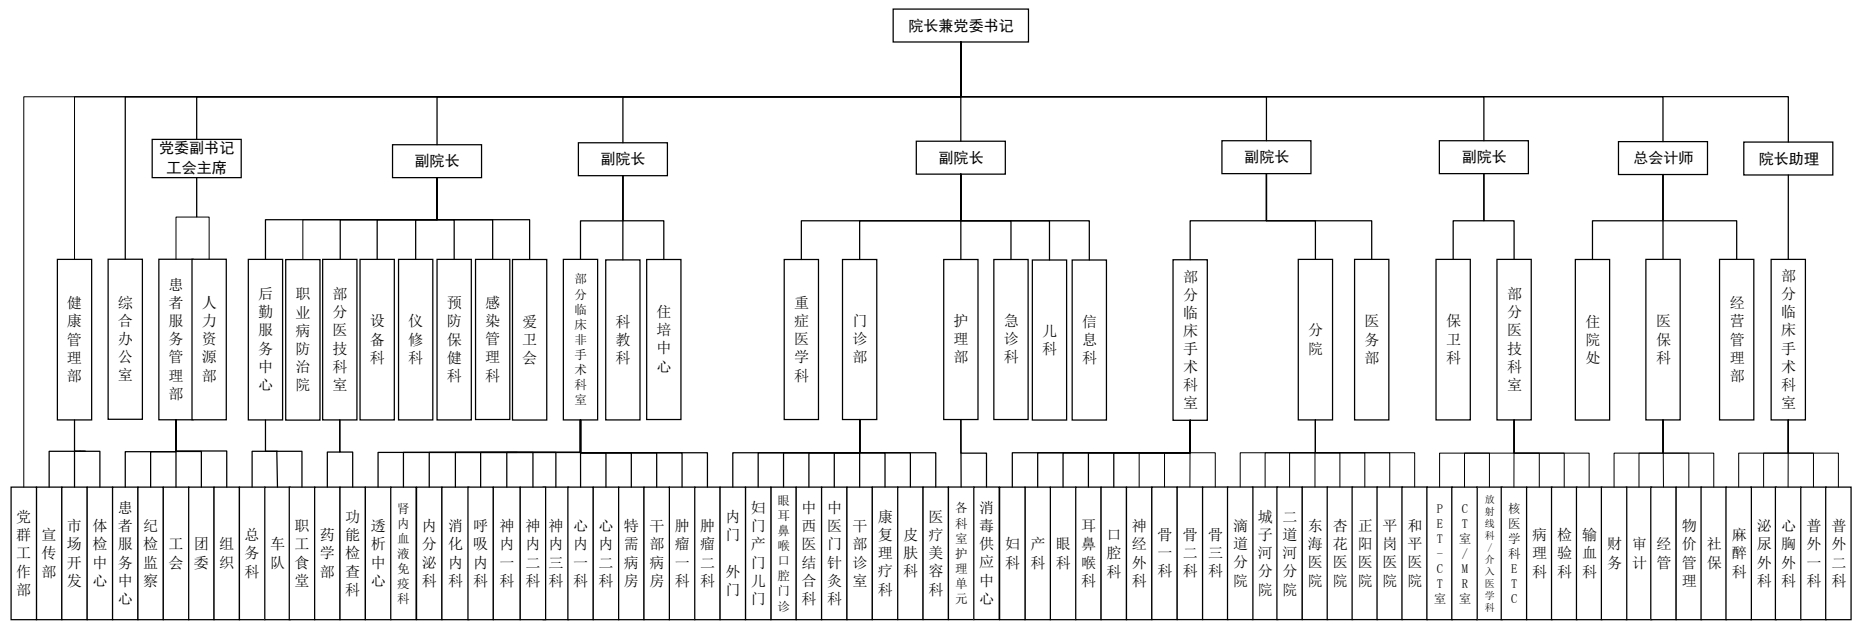 院长兼党委书记
党委副书记
工会主席
副院长
副院长
副院长
副院长
副院长
总会计师
院长助理
健康管理部
综合办公室
患者服务管理部
人力资源部
后勤服务中心
职业病防治院
部分医技科室
设备科
仪修科
预防保健科
感染管理科
爱卫会
部分临床非手术科室
科教科
住培中心
重症医学科
门诊部
护理部
急诊科
儿科
信息科
部分临床手术科室
分院
医务部
保卫科
部分医技科室
住院处
医保科
经营管理部
部分临床手术科室
党群工作部
宣传部
市场开发
体检中心
患者服务中心
纪检监察
工会
团委
组织
总务科
车队
职工食堂
药学部
功能检查科
透析中心
肾内血液免疫科
内分泌科
消化内科
呼吸内科
神内一科
神内二科
神内三科
心内一科
心内二科
特需病房
干部病房
肿瘤一科
肿瘤二科
内门 外门
妇门产门儿门
眼耳鼻喉口腔门诊
中西医结合科
中医门针灸科
干部诊室
康复理疗科
皮肤科
医疗美容科
各科室护理单元
消毒供应中心
妇科
产科
眼科
耳鼻喉科
口腔科
神经外科
骨一科
骨二科
骨三科
滴道分院
城子河分院
二道河分院
东海医院
杏花医院
正阳医院
平岗医院
和平医院
PET-CT室
CT室/MR室
放射线科/介入医学科
核医学科ETC
病理科
检验科
输血科
财务
审计
经管
物价管理
社保
麻醉科
泌尿外科
心胸外科
普外一科
普外二科